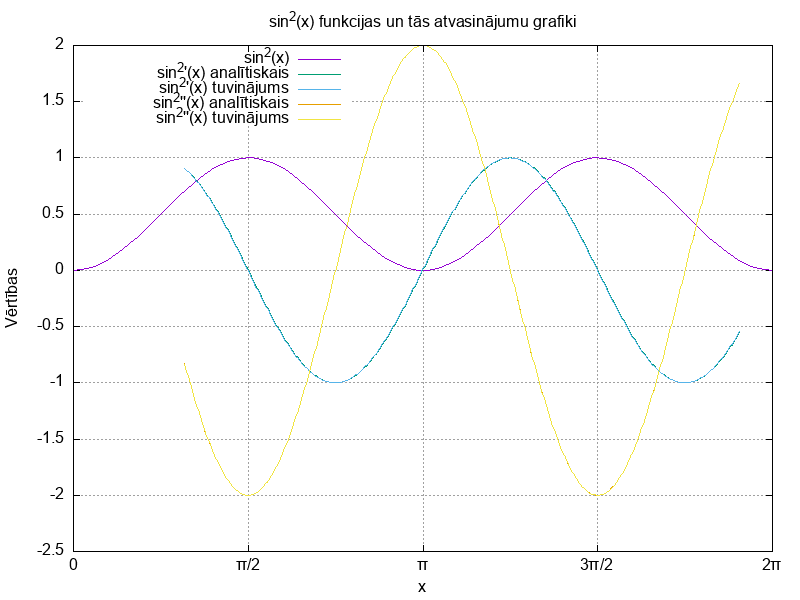 sin²(x) funkcijas un tās atvasinājumu grafiki
sin²(x)
sin²'(x) analītiskais
sin²'(x) tuvinājums
sin²''(x) analītiskais
sin²''(x) tuvinājums
2
1.5
1
0.5
0
-0.5
-1
-1.5
-2
-2.5
Vērtības
0 π/2 π 3π/2 2π
x